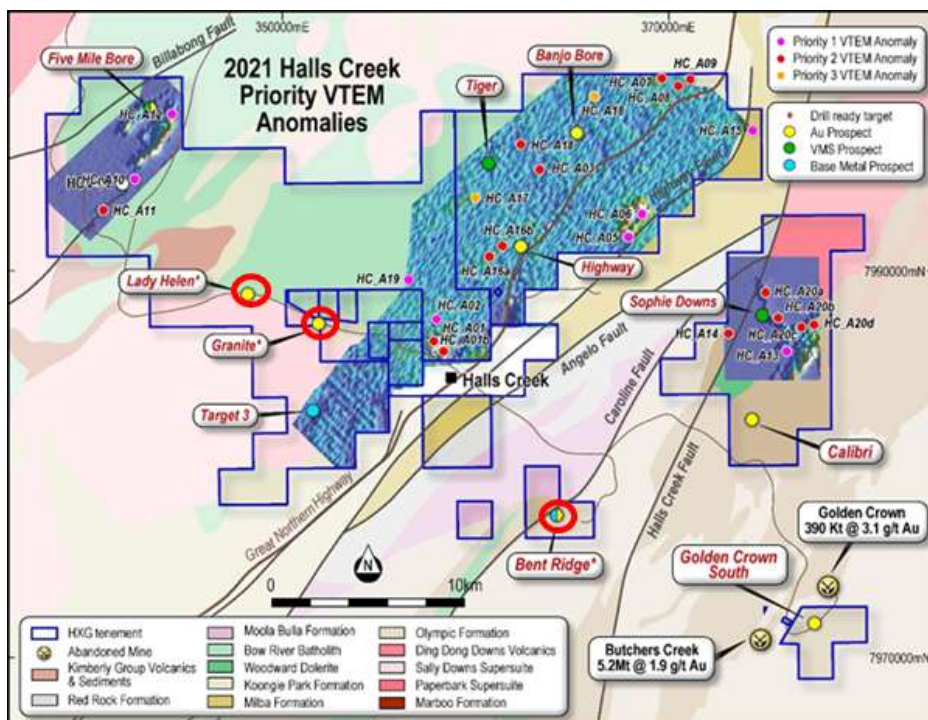 350000mE
370000mE
2021 Halls Creek
Priority VTEM
Anomalies
Billabong Fault
Five Mile Bore
Banjo Bore
Tiger
HC_A07
HC_A09
HC_A08
HC_A18
HC_A15
HC_A18
HC_A03
HC_A17
HC_A10
HC_A11
Highway Fault
HC_A06
HC_A05
HC_A16b
HC_A16a
Highway
HC_A19
7990000mN
Lady Helen*
Granite*
HC_A02
HC_A01
HC_A01b
Sophie Downs
HC_A20a
HC_A20b
HC_A20c
HC_A20d
HC_A14
HC_A13
Halls Creek
Angelo Fault
Caroline Fault
Halls Creek Fault
Target 3
Calibri
Great Northern Highway
Bent Ridge*
Golden Crown
390 Kt @ 3.1 g/t Au
Golden Crown
South
Butchers Creek
5.2Mt @ 1.9 g/t Au
7970000mN
N
0
10km
Priority 1 VTEM Anomaly
Priority 2 VTEM Anomaly
Priority 3 VTEM Anomaly
Drill ready target
Au Prospect
VMS Prospect
Base Metal Prospect
HXG tenement
Abandoned Mine
Kimberly Group Volcanics
& Sediments
Red Rock Formation
Moola Bulla Formation
Bow River Batholith
Woodward Dolerite
Koongie Park Formation
Milba Formation
Olympic Formation
Ding Dong Downs Volcanics
Sally Downs Supersuite
Paperbark Supersuite
Marboo Formation